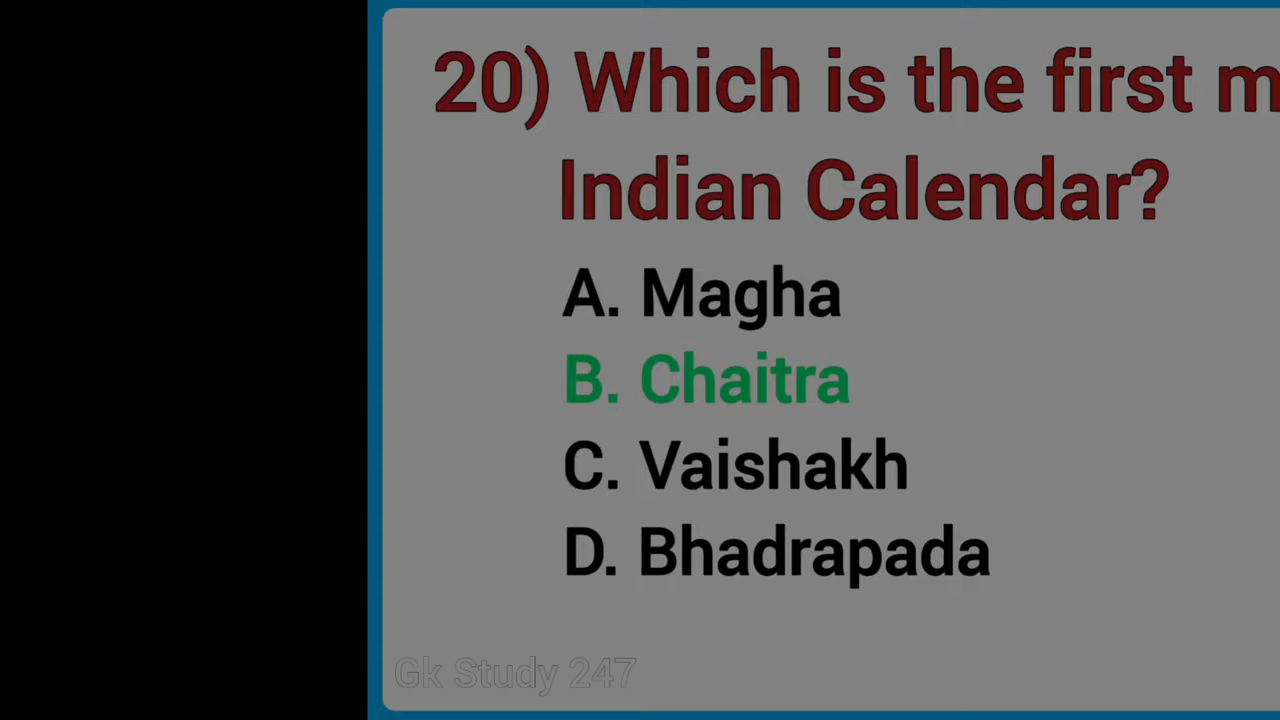 20) Which is the first
Indian Calendar?
A. Magha
B. Chaitra
C. Vaishakh
D. Bhadrapada
Gk Study 247